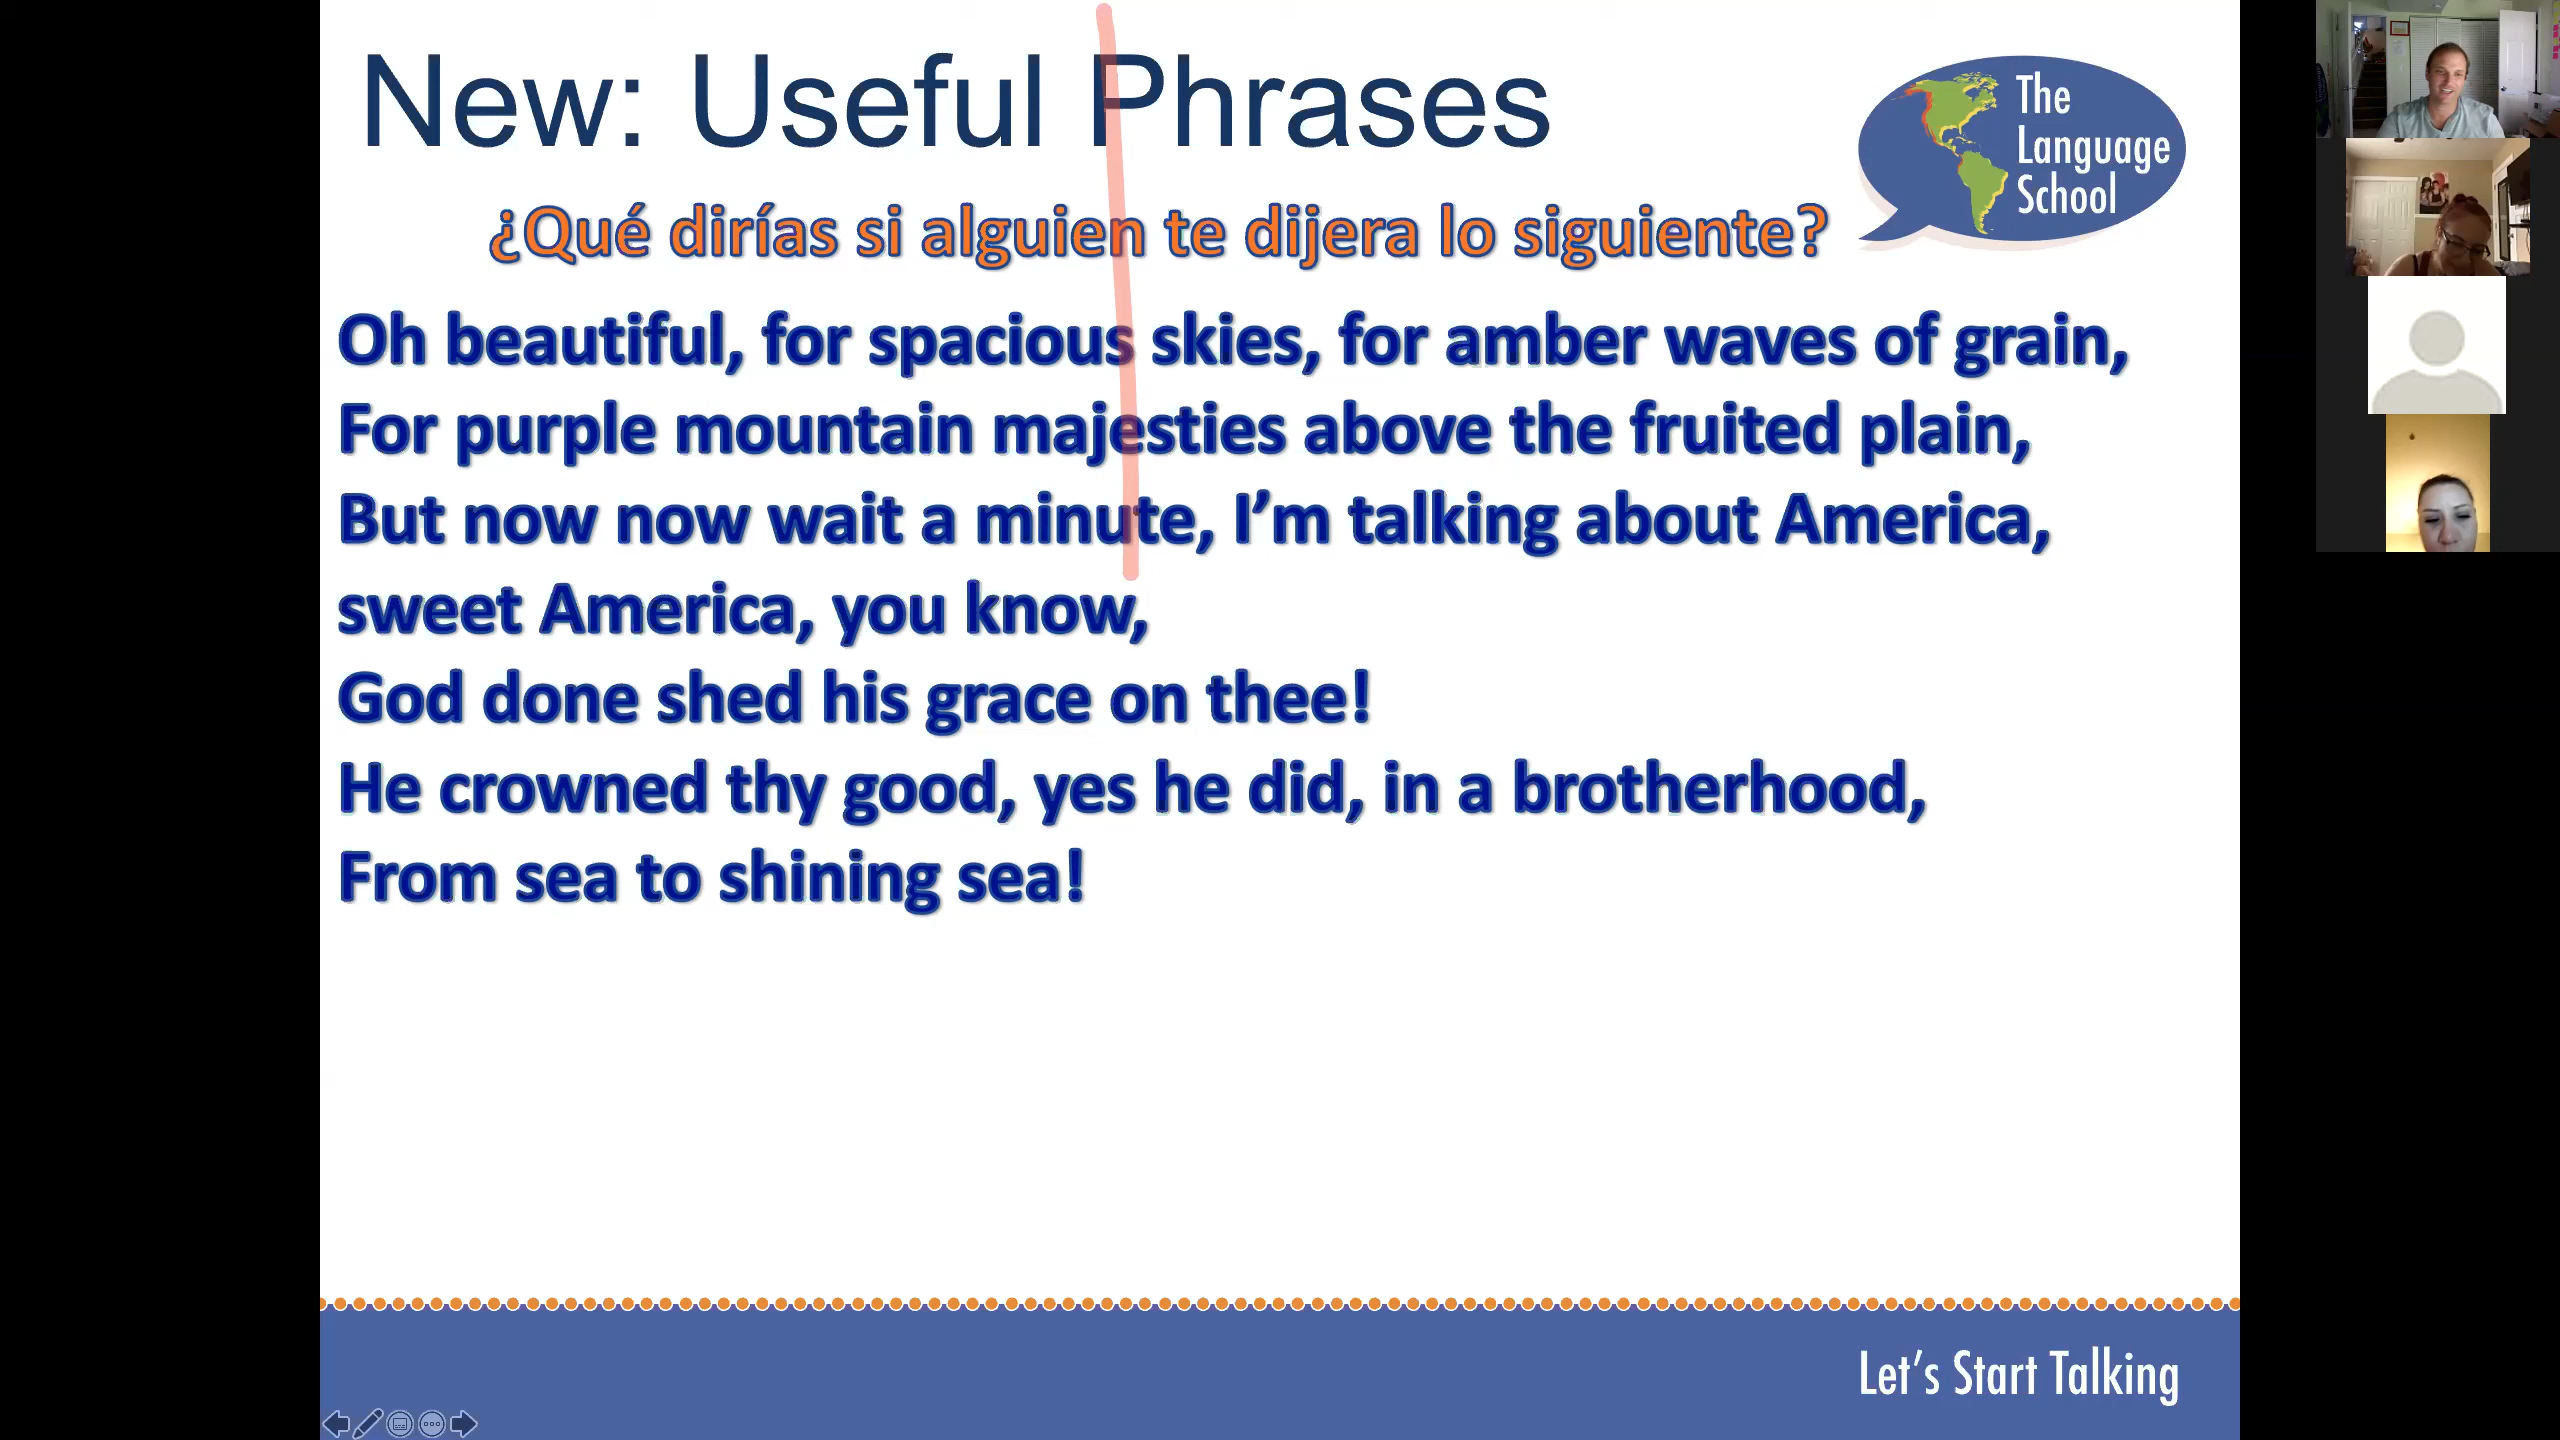 New: Useful Phrases
The
Language
School
¿Qué dirías si alguien te dijera lo siguiente?
Oh beautiful, for spacious skies, for amber waves of grain,
For purple mountain majesties above the fruited plain,
But now now wait a minute, I’m talking about America,
sweet America, you know,
God done shed his grace on thee!
He crowned thy good, yes he did, in a brotherhood,
From sea to shining sea!
Let’s Start Talking